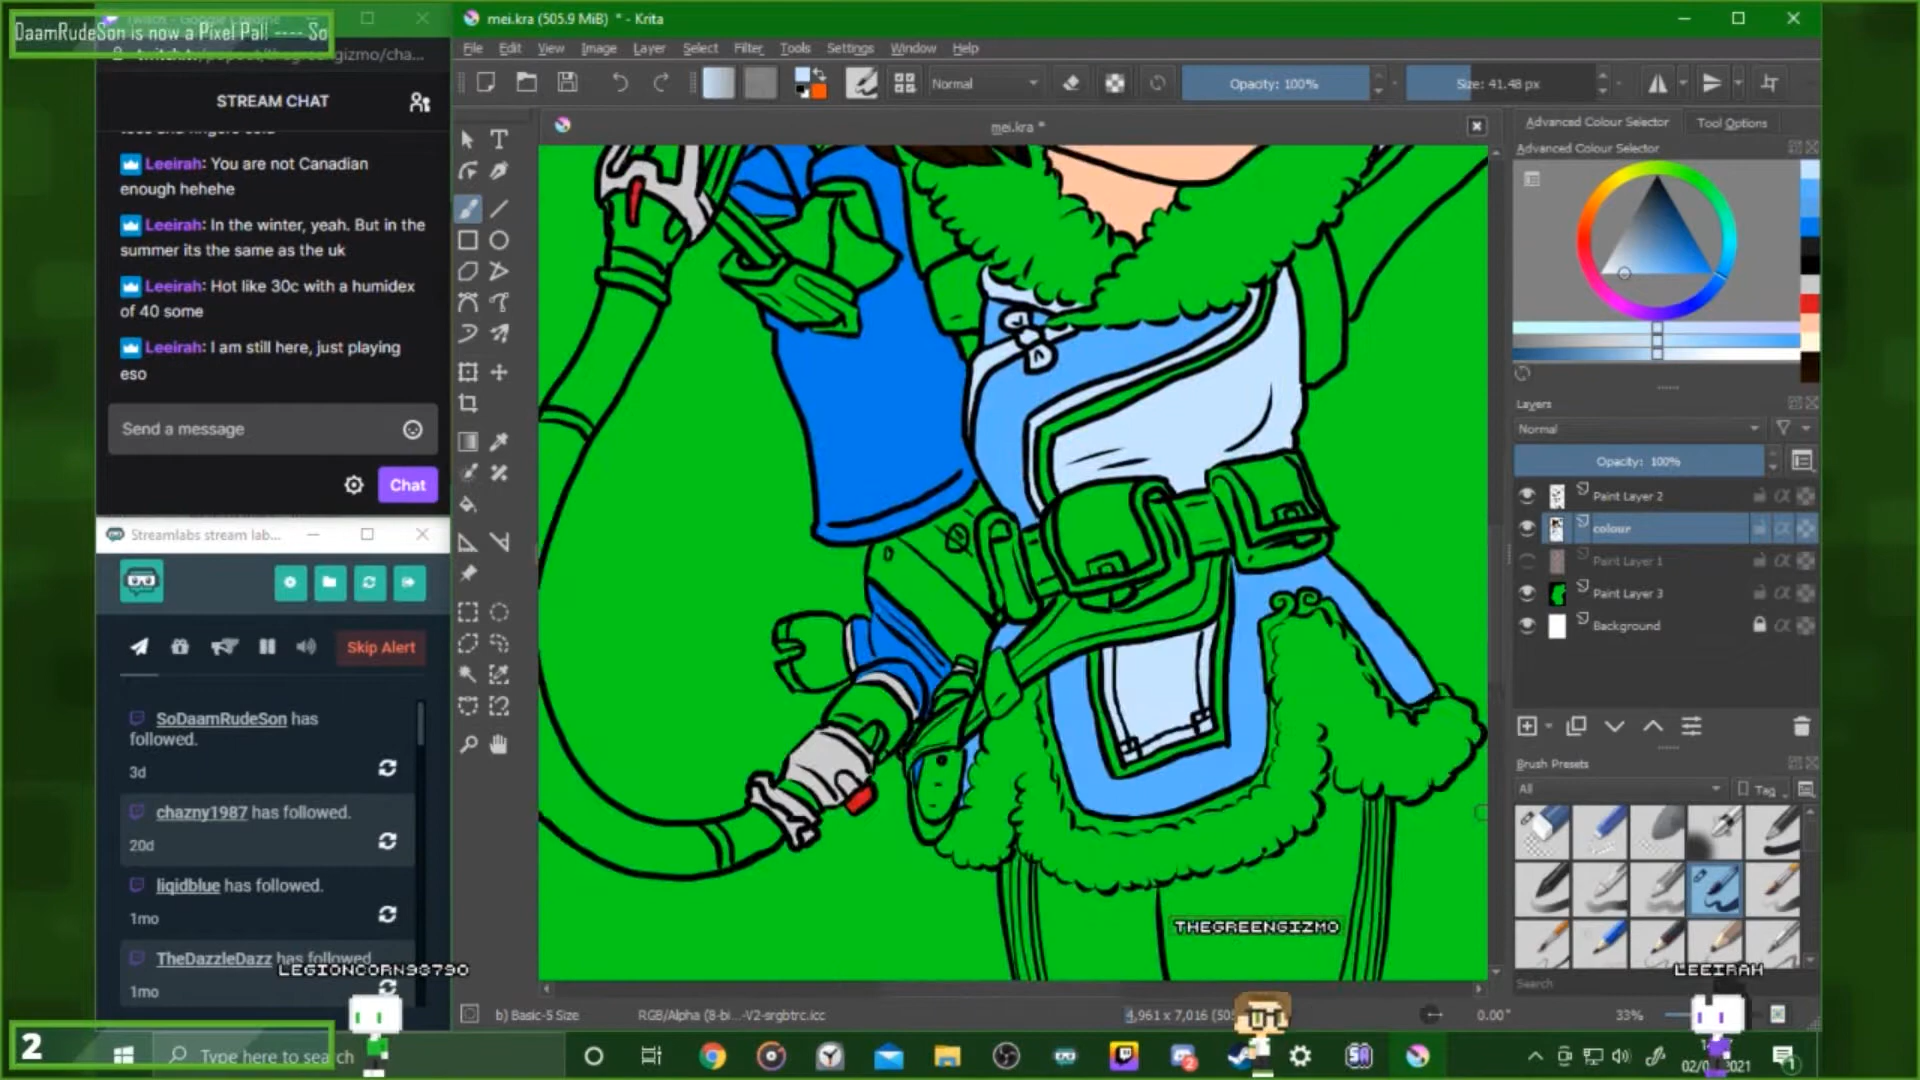 DaamRudeSon is now a Pixel Pal! ---- So
STREAM CHAT
Leeirah: You are not Canadian
enough hehehe
Leeirah: In the winter, yeah. But in the
summer its the same as the uk
Leeirah: Hot like 30c with a humidex
of 40 some
Leeirah: I am still here, just playing
eso
Send a message
Chat
Streamlabs stream lab...
Skip Alert
SoDaamRudeSon has
followed.
3d
chazny1987 has followed.
20d
liqidblue has followed.
1mo
TheDazzleDazz has followed
1mo
LEGIONCORN98790
2
Type here to search
mei.kra (505.9 MiB) * - Krita
File Edit View Image Layer Select Filter Tools Settings Window Help
Normal
Opacity: 100%
Size: 41.48 px
mei.kra *
THEGREENGIZMO
b) Basic-5 Size
RGB/Alpha (8-bi...-V2-srgbtrc.icc
4,961 x 7,016 (505
0.00°
33%
Advanced Colour Selector
Tool Options
Advanced Colour Selector
Layers
Normal
Opacity: 100%
Paint Layer 2
colour
Paint Layer 1
Paint Layer 3
Background
Brush Presets
All
Tag
Search
LEEIRAH